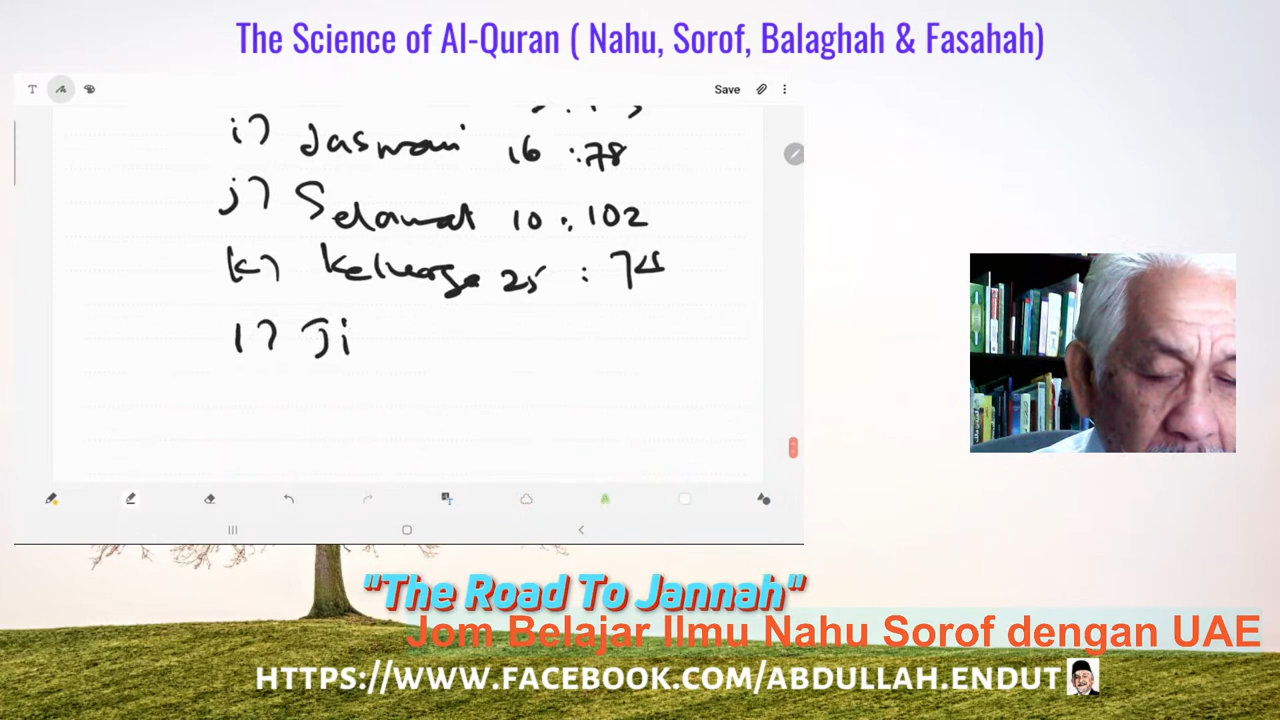 The Science of Al-Quran ( Nahu, Sorof, Balaghah & Fasahah)
T
Save
i) Jasmani 16 : 78
j) Selawat 10 : 102
k) Keluarga 25 : 74
l) Ji
"The Road To Jannah"
Jom Belajar Ilmu Nahu Sorof dengan UAE
HTTPS://WWW.FACEBOOK.COM/ABDULLAH.ENDUT